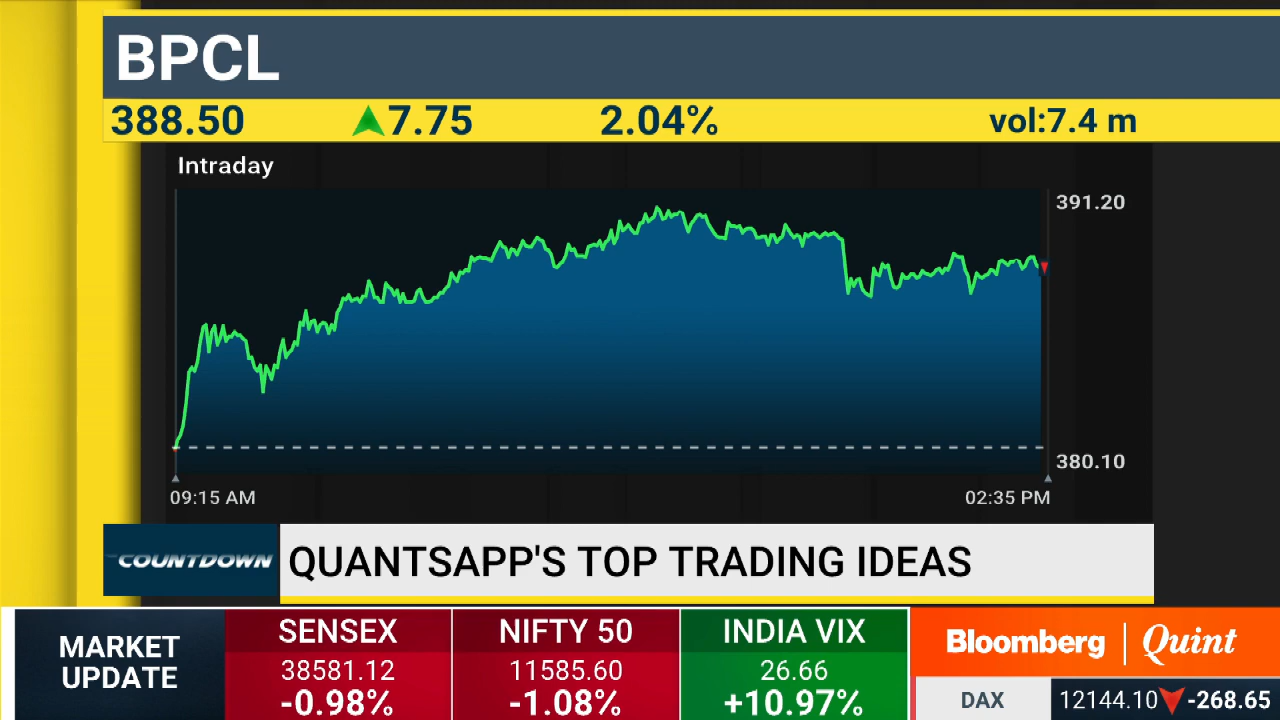 BPCL
388.50 ▲7.75 2.04% vol:7.4 m
Intraday
391.20
380.10
09:15 AM 02:35 PM
COUNTDOWN QUANTSAPP'S TOP TRADING IDEAS
MARKET
UPDATE
SENSEX
38581.12
-0.98%
NIFTY 50
11585.60
-1.08%
INDIA VIX
26.66
+10.97%
Bloomberg | Quint
DAX 12144.10▼-268.65